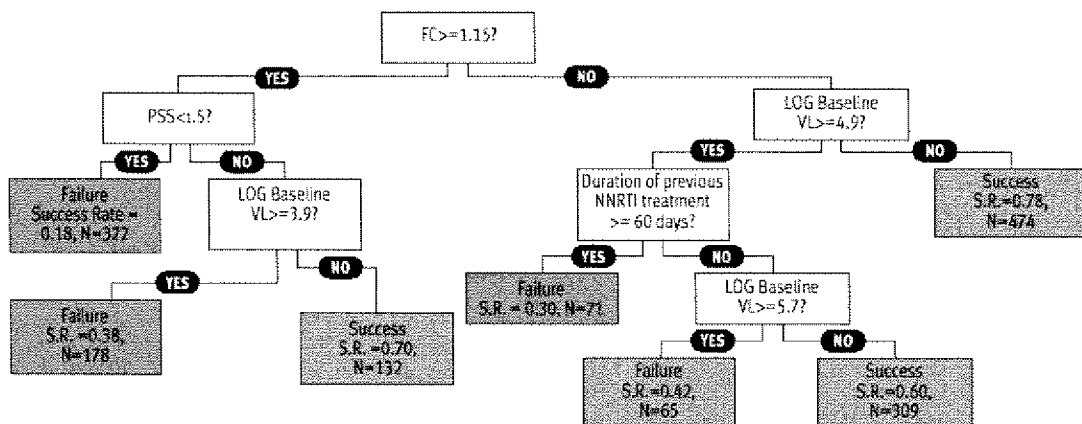 FC>=1.15?
YES
NO
PSS<1.5?
LOG Baseline
VL>=4.9?
YES
NO
YES
NO
Failure
Success Rate =
0.18, N=322
LOG Baseline
VL>=3.9?
Duration of previous
NNRTI treatment
>= 60 days?
Success
S.R.=0.78,
N=474
YES
NO
YES
NO
Failure
S.R. =0.38,
N=178
Success
S.R. =0.70,
N=132
Failure
S.R. = 0.30, N=71
LOG Baseline
VL>=5.7?
YES
NO
Failure
S.R.=0.42,
N=65
Success
S.R.=0.60,
N=309